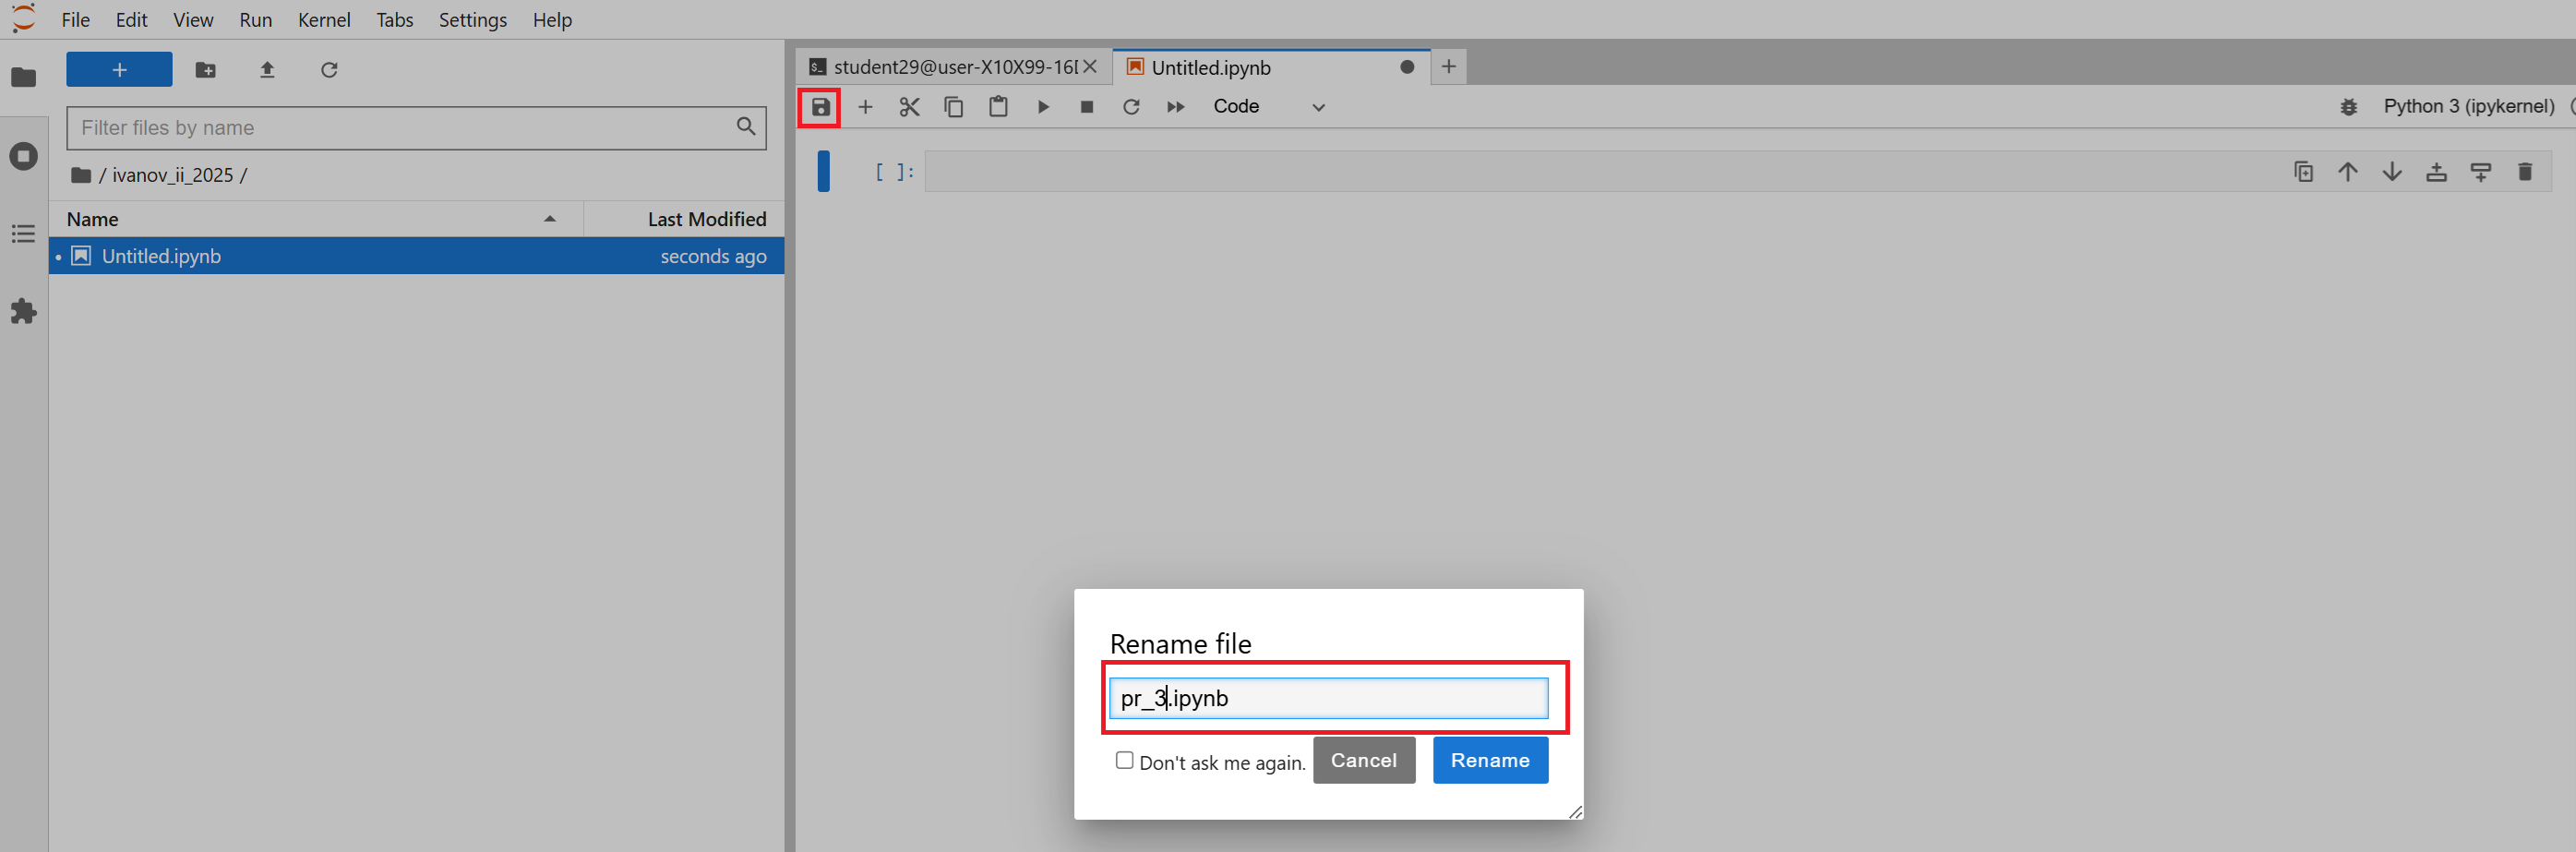 File Edit View Run Kernel Tabs Settings Help
Filter files by name
/ ivanov_ii_2025 /
Name Last Modified
Untitled.ipynb seconds ago
student29@user-X10X99-16
Untitled.ipynb
Code
Python 3 (ipykernel)
[ ]:
Rename file
pr_3.ipynb
Don't ask me again.
Cancel
Rename